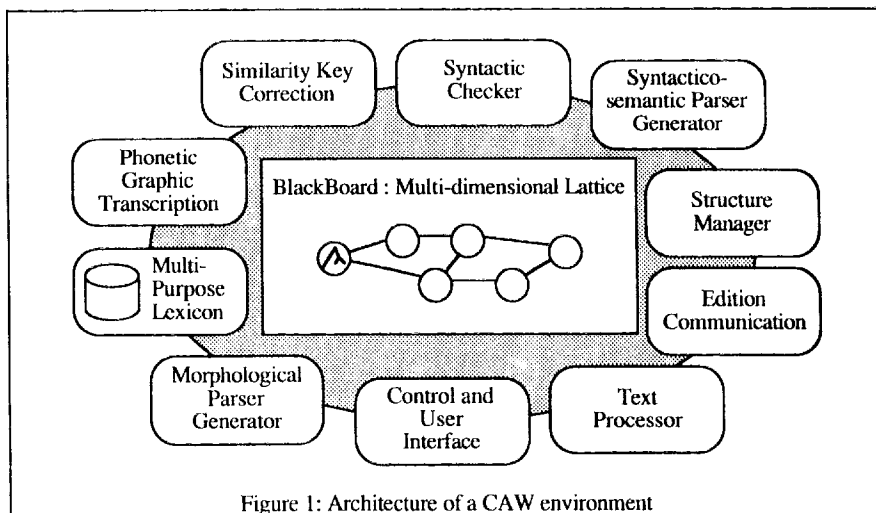 Similarity Key
Correction
Syntactic
Checker
Syntactico-
semantic Parser
Generator
Phonetic
Graphic
Transcription
BlackBoard : Multi-dimensional Lattice
Structure
Manager
Multi-
Purpose
Lexicon
Edition
Communication
Morphological
Parser
Generator
Control and
User
Interface
Text
Processor
Figure 1: Architecture of a CAW environment